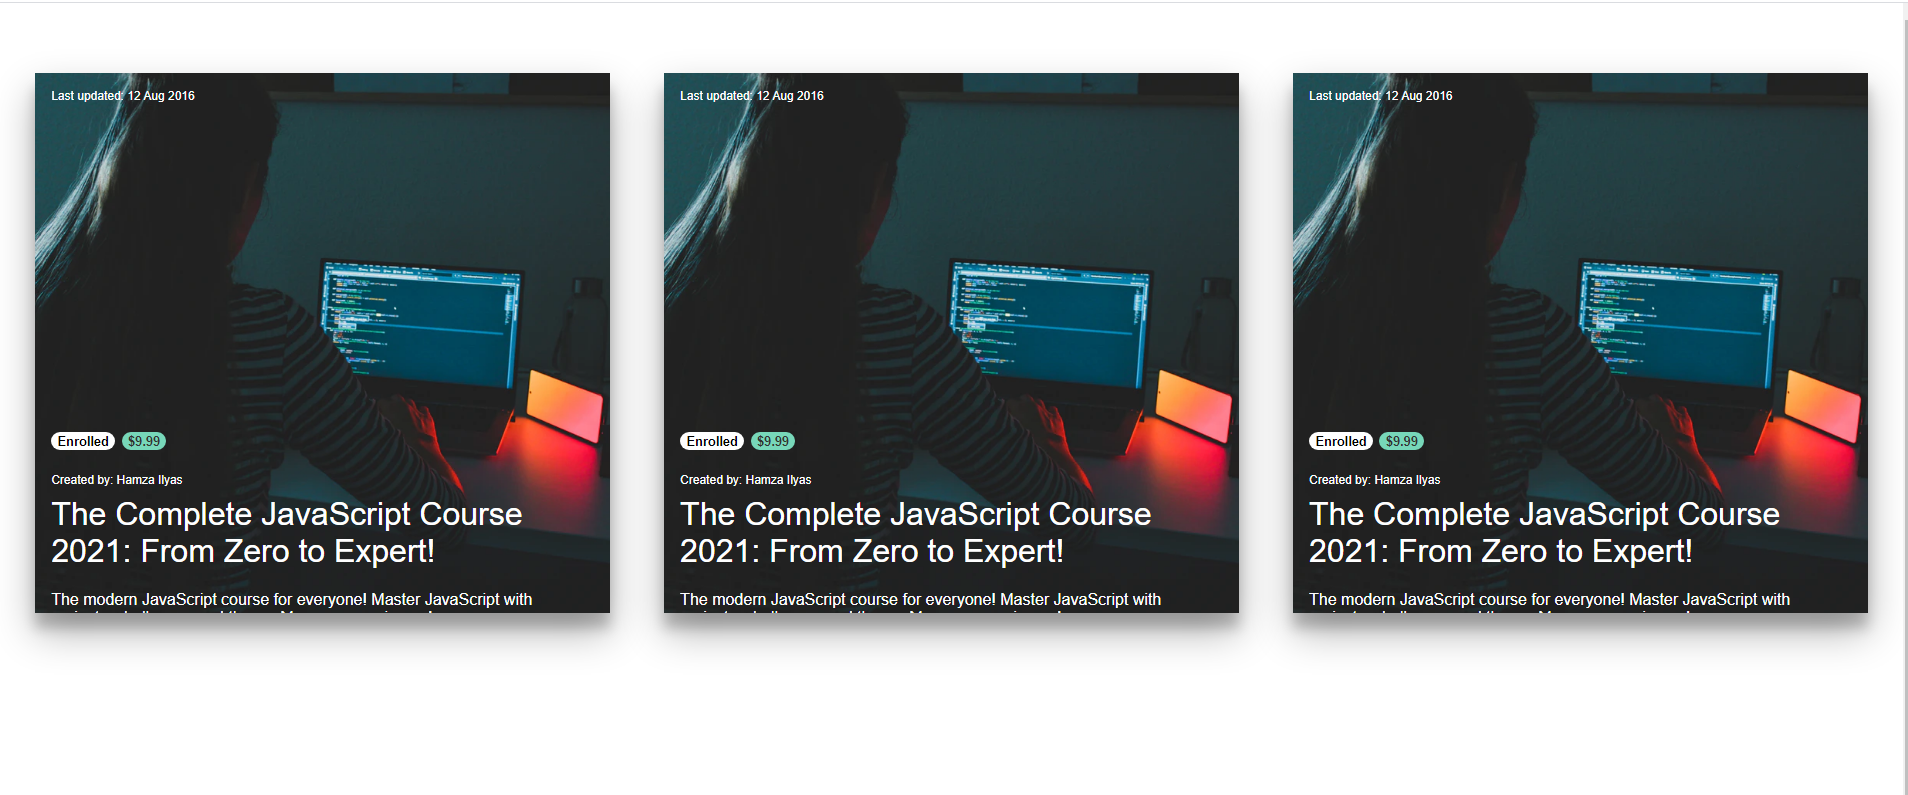 Last updated: 12 Aug 2016
Enrolled $9.99
Created by: Hamza Ilyas
The Complete JavaScript Course
2021: From Zero to Expert!
The modern JavaScript course for everyone! Master JavaScript with
Last updated: 12 Aug 2016
Enrolled $9.99
Created by: Hamza Ilyas
The Complete JavaScript Course
2021: From Zero to Expert!
The modern JavaScript course for everyone! Master JavaScript with
Last updated: 12 Aug 2016
Enrolled $9.99
Created by: Hamza Ilyas
The Complete JavaScript Course
2021: From Zero to Expert!
The modern JavaScript course for everyone! Master JavaScript with